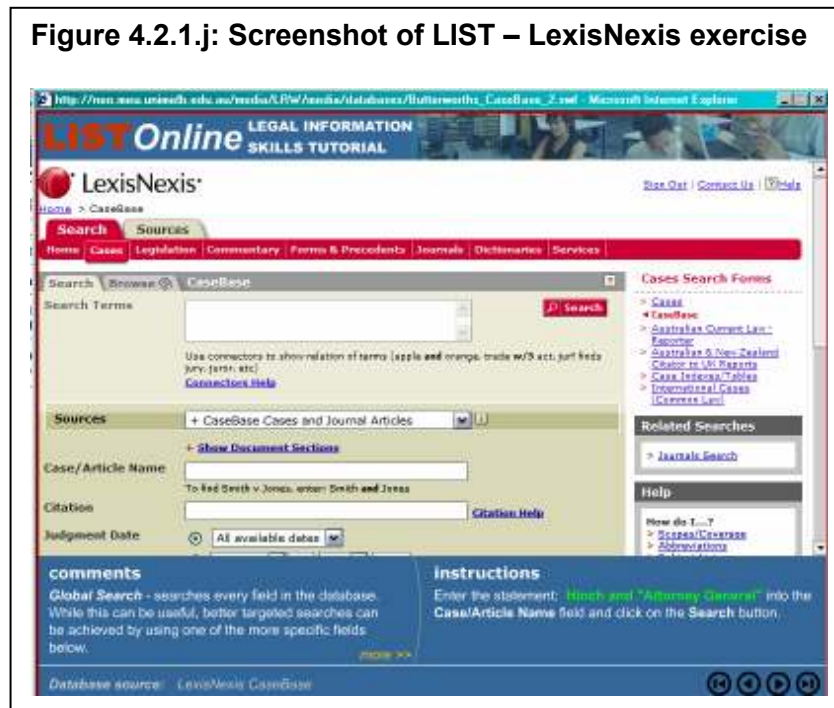 Figure 4.2.1.j: Screenshot of LIST – LexisNexis exercise
LISTOnline LEGAL INFORMATION
SKILLS TUTORIAL
LexisNexis
Sign Out | Contact Us | Help
Home > CaseBase
Search Sources
Home Cases Legislation Commentary Forms & Precedents Journals Dictionaries Services
Search Browse CaseBase
Search Terms
Search
Use connectors to show relation of terms (apple and orange, trade w/5 act, jur! finds
jury, juror, etc)
Connectors Help
Sources
+ CaseBase Cases and Journal Articles
+ Show Document Sections
Case/Article Name
To find Smith v Jones, enter: Smith and Jones
Citation
Citation Help
Judgment Date
All available dates
Cases Search Forms
> Cases
CaseBase
> Australian Current Law -
Reporter
> Australian & New Zealand
Citator to UK Reports
> Case Indexes/Tables
> International Cases
(Common Law)
Related Searches
> Journals Search
Help
How do I....?
> Scopes/Coverage
> Abbreviations
comments
Global Search - searches every field in the database.
While this can be useful, better targeted searches can
be achieved by using one of the more specific fields
below.
more >>
instructions
Enter the statement: Hinch and "Attorney General" into the
Case/Article Name field and click on the Search button.
Database source: LexisNexis CaseBase